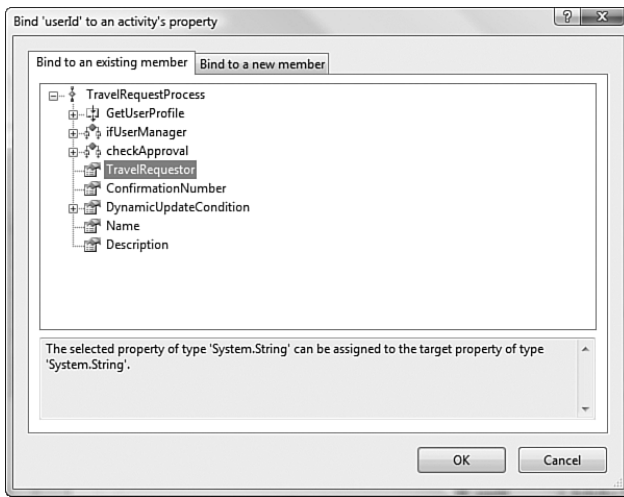 Bind 'userId' to an activity's property
Bind to an existing member
Bind to a new member
TravelRequestProcess
GetUserProfile
ifUserManager
checkApproval
TravelRequestor
ConfirmationNumber
DynamicUpdateCondition
Name
Description
The selected property of type 'System.String' can be assigned to the target property of type
'System.String'.
OK
Cancel